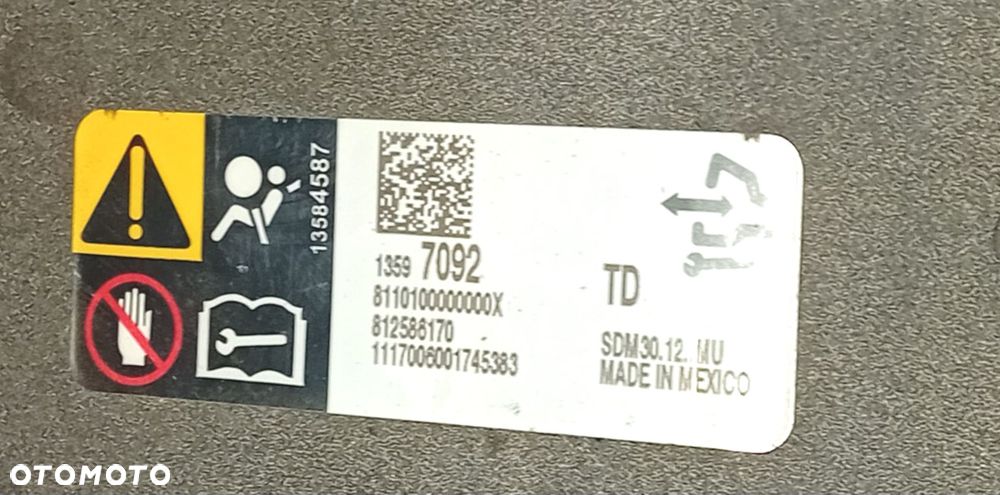 13584587
1359 7092
8110100000000X
812586170
1117006001745383
TD
SDM30.12. MU
MADE IN MEXICO
OTOMOTO